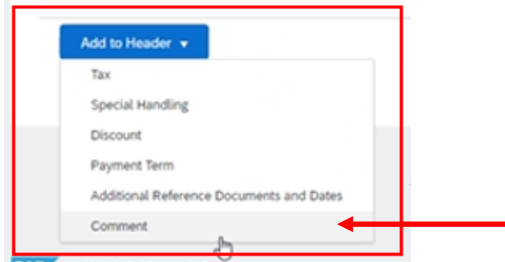 Add to Header
Tax
Special Handling
Discount
Payment Term
Additional Reference Documents and Dates
Comment